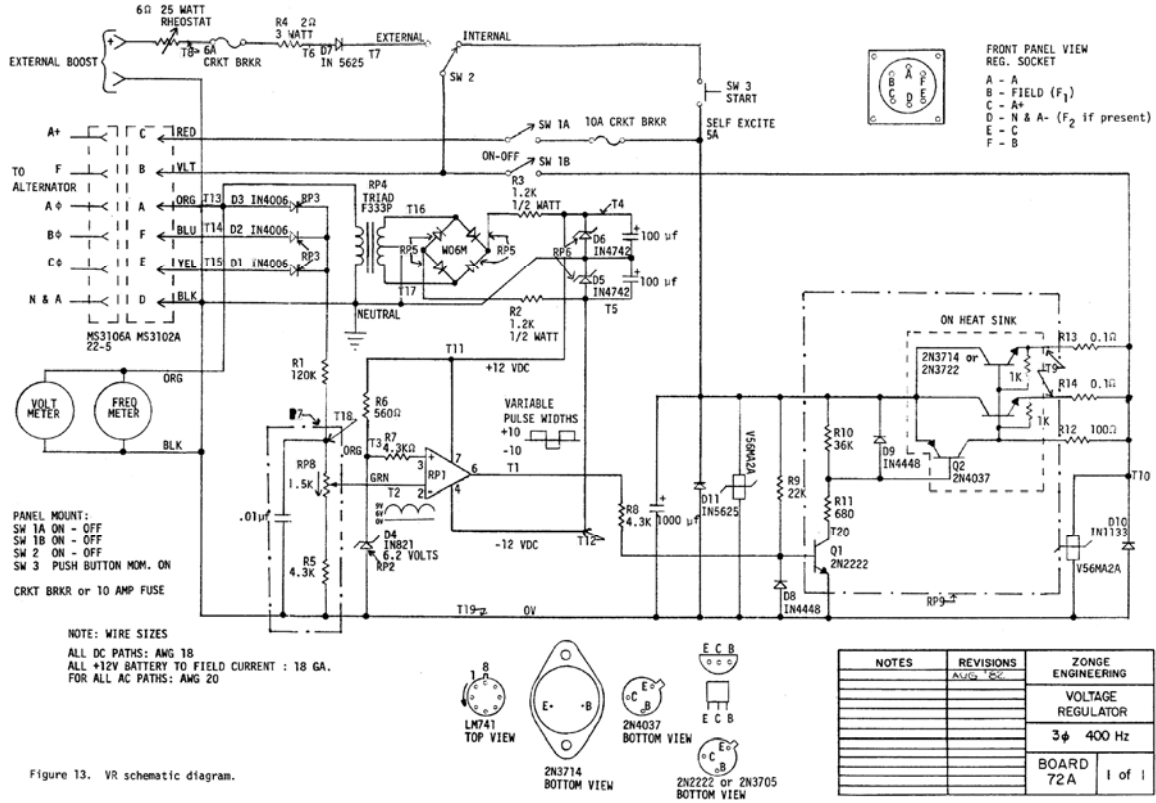 6Ω 25 WATT
RHEOSTAT
R4 2Ω
3 WATT
T8
6A
CRKT BRKR
T6 D7
IN 5625
T7
EXTERNAL
INTERNAL
SW 2
EXTERNAL BOOST
SW 3
START
FRONT PANEL VIEW
REG. SOCKET
A - A
B - FIELD (F1)
C - A+
D - N & A- (F2 if present)
E - C
F - B
A
B
F
C
D
E
A+
C
RED
SW 1A
10A CRKT BRKR
SELF EXCITE
5A
TO
ALTERNATOR
F
B
VLT
ON-OFF
SW 1B
Aφ
A
ORG
T13
D3 IN4006
RP3
Bφ
F
BLU
T14
D2 IN4006
RP3
Cφ
E
YEL
T15
D1 IN4006
N & A
D
BLK
NEUTRAL
MS3106A MS3102A
22-5
RP4
TRIAD
F333P
T16
T17
RP5
W06M
RP5
R3
1.2K
1/2 WATT
R2
1.2K
1/2 WATT
T4
RP6
D6
IN4742
D5
IN4742
T5
+
100 µf
+
100 µf
VOLT
METER
FREQ
METER
ORG
BLK
R1
120K
T18
RP8
1.5K
.01µf
R5
4.3K
R6
560Ω
ORG
T3
R7
4.3KΩ
GRN
T2
9V
6V
0V
D4
IN821
6.2 VOLTS
RP2
T11
+12 VDC
RP1
+
-
3
2
7
4
6
VARIABLE
PULSE WIDTHS
+10
-10
T1
-12 VDC
T12
R8
4.3K
+
1000 µf
D11
IN5625
V56MA2A
R9
22K
D8
IN4448
R10
36K
D9
IN4448
R11
680
T20
Q1
2N2222
ON HEAT SINK
2N3714 or
2N3722
1K
1K
T9
Q2
2N4037
R13 0.1Ω
R14 0.1Ω
R12 100Ω
T10
D10
IN1133
V56MA2A
RP9
T19
0V
PANEL MOUNT:
SW 1A ON - OFF
SW 1B ON - OFF
SW 2 ON - OFF
SW 3 PUSH BUTTON MOM. ON
CRKT BRKR or 10 AMP FUSE
NOTE: WIRE SIZES
ALL DC PATHS: AWG 18
ALL +12V BATTERY TO FIELD CURRENT : 18 GA.
FOR ALL AC PATHS: AWG 20
1
8
LM741
TOP VIEW
E
B
2N3714
BOTTOM VIEW
E
C
B
2N4037
BOTTOM VIEW
E C B
E C B
E
C
B
2N2222 or 2N3705
BOTTOM VIEW
NOTES
REVISIONS
AUG '82
ZONGE
ENGINEERING
VOLTAGE
REGULATOR
3φ 400 Hz
BOARD
72A
1 of 1
Figure 13. VR schematic diagram.